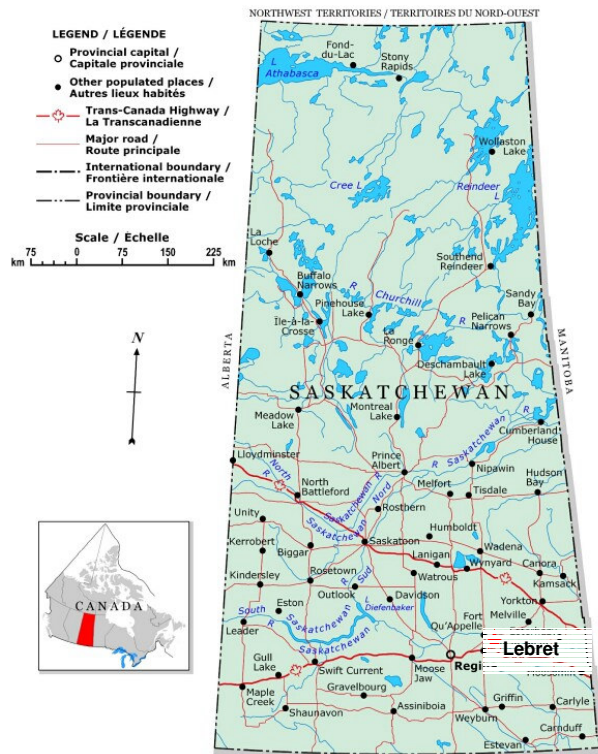 NORTHWEST TERRITORIES / TERRITOIRES DU NORD-OUEST
LEGEND / LÉGENDE
Provincial capital /
Capitale provinciale
Other populated places /
Autres lieux habités
Trans-Canada Highway /
La Transcanadienne
Major road /
Route principale
International boundary /
Frontière internationale
Provincial boundary /
Limite provinciale
Scale / Échelle
km
75
0
75
150
225
km
N
Fond-
du-Lac
Stony
Rapids
L
Athabasca
Wollaston
Lake
Cree L
Reindeer
L
La
Loche
Southend
Reindeer
Buffalo
Narrows
Pinehouse
Lake
R
Churchill
R
Sandy
Bay
Île-à-la-
Crosse
La
Ronge
Pelican
Narrows
ALBERTA
MANITOBA
Deschambault
Lake
SASKATCHEWAN
Meadow
Lake
Montreal
Lake
R
Cumberland
House
Lloydminster
North
R
Prince
Albert
R Saskatchewan
Nipawin
North
Battleford
Saskatchewan R
Saskatchewan Nord
Melfort
Tisdale
Hudson
Bay
Rosthern
Unity
Humboldt
Saskatoon
Kerrobert
Biggar
Lanigan
Wadena
Wynyard
Canora
Kamsack
Kindersley
Rosetown
Watrous
Outlook
R Sud
Davidson
Yorkton
Eston
L
Diefenbaker
Fort
Qu'Appelle
Melville
South
R
Leader
Saskatchewan
Saskatchewan
Lebret
Regi
Gull
Lake
Swift Current
Moose
Jaw
Maple
Creek
Gravelbourg
Shaunavon
Assiniboia
Griffin
Weyburn
Carlyle
Carnduff
Estevan
CANADA